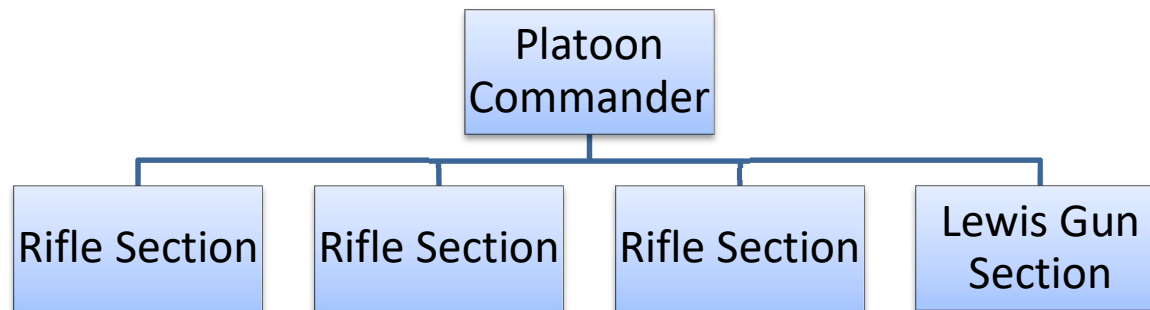 Platoon
Commander
Rifle Section
Rifle Section
Rifle Section
Lewis Gun
Section